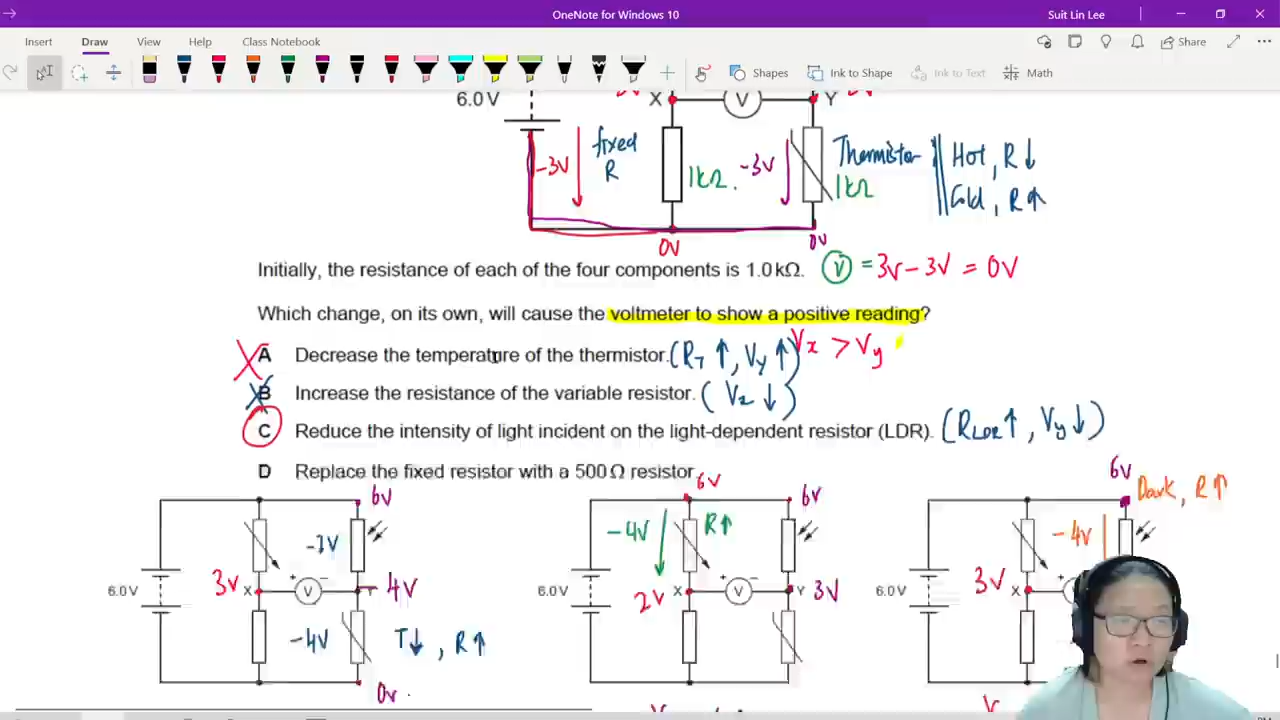 OneNote for Windows 10
Suit Lin Lee
Insert Draw View Help Class Notebook
Share
Shapes Ink to Shape Ink to Text Math
6.0 V X V Y
-3V fixed R 1kΩ -3V Thermistor 1kΩ Hot, R↓
Cold, R↑
0V 0V
Initially, the resistance of each of the four components is 1.0 kΩ. V = 3V - 3V = 0V
Which change, on its own, will cause the voltmeter to show a positive reading?
A Decrease the temperature of the thermistor. (RT ↑, Vy ↑) Vx > Vy
B Increase the resistance of the variable resistor. (Vx ↓)
C Reduce the intensity of light incident on the light-dependent resistor (LDR). (RLDR ↑, Vy ↓)
D Replace the fixed resistor with a 500 Ω resistor.
6V 6V 6V 6V
Dark, R↑
-4V R↑ -4V
6.0 V 3V X + V − 4V 6.0 V 2V X + V − Y 3V 6.0 V 3V X +
-4V T↓, R↑
0V